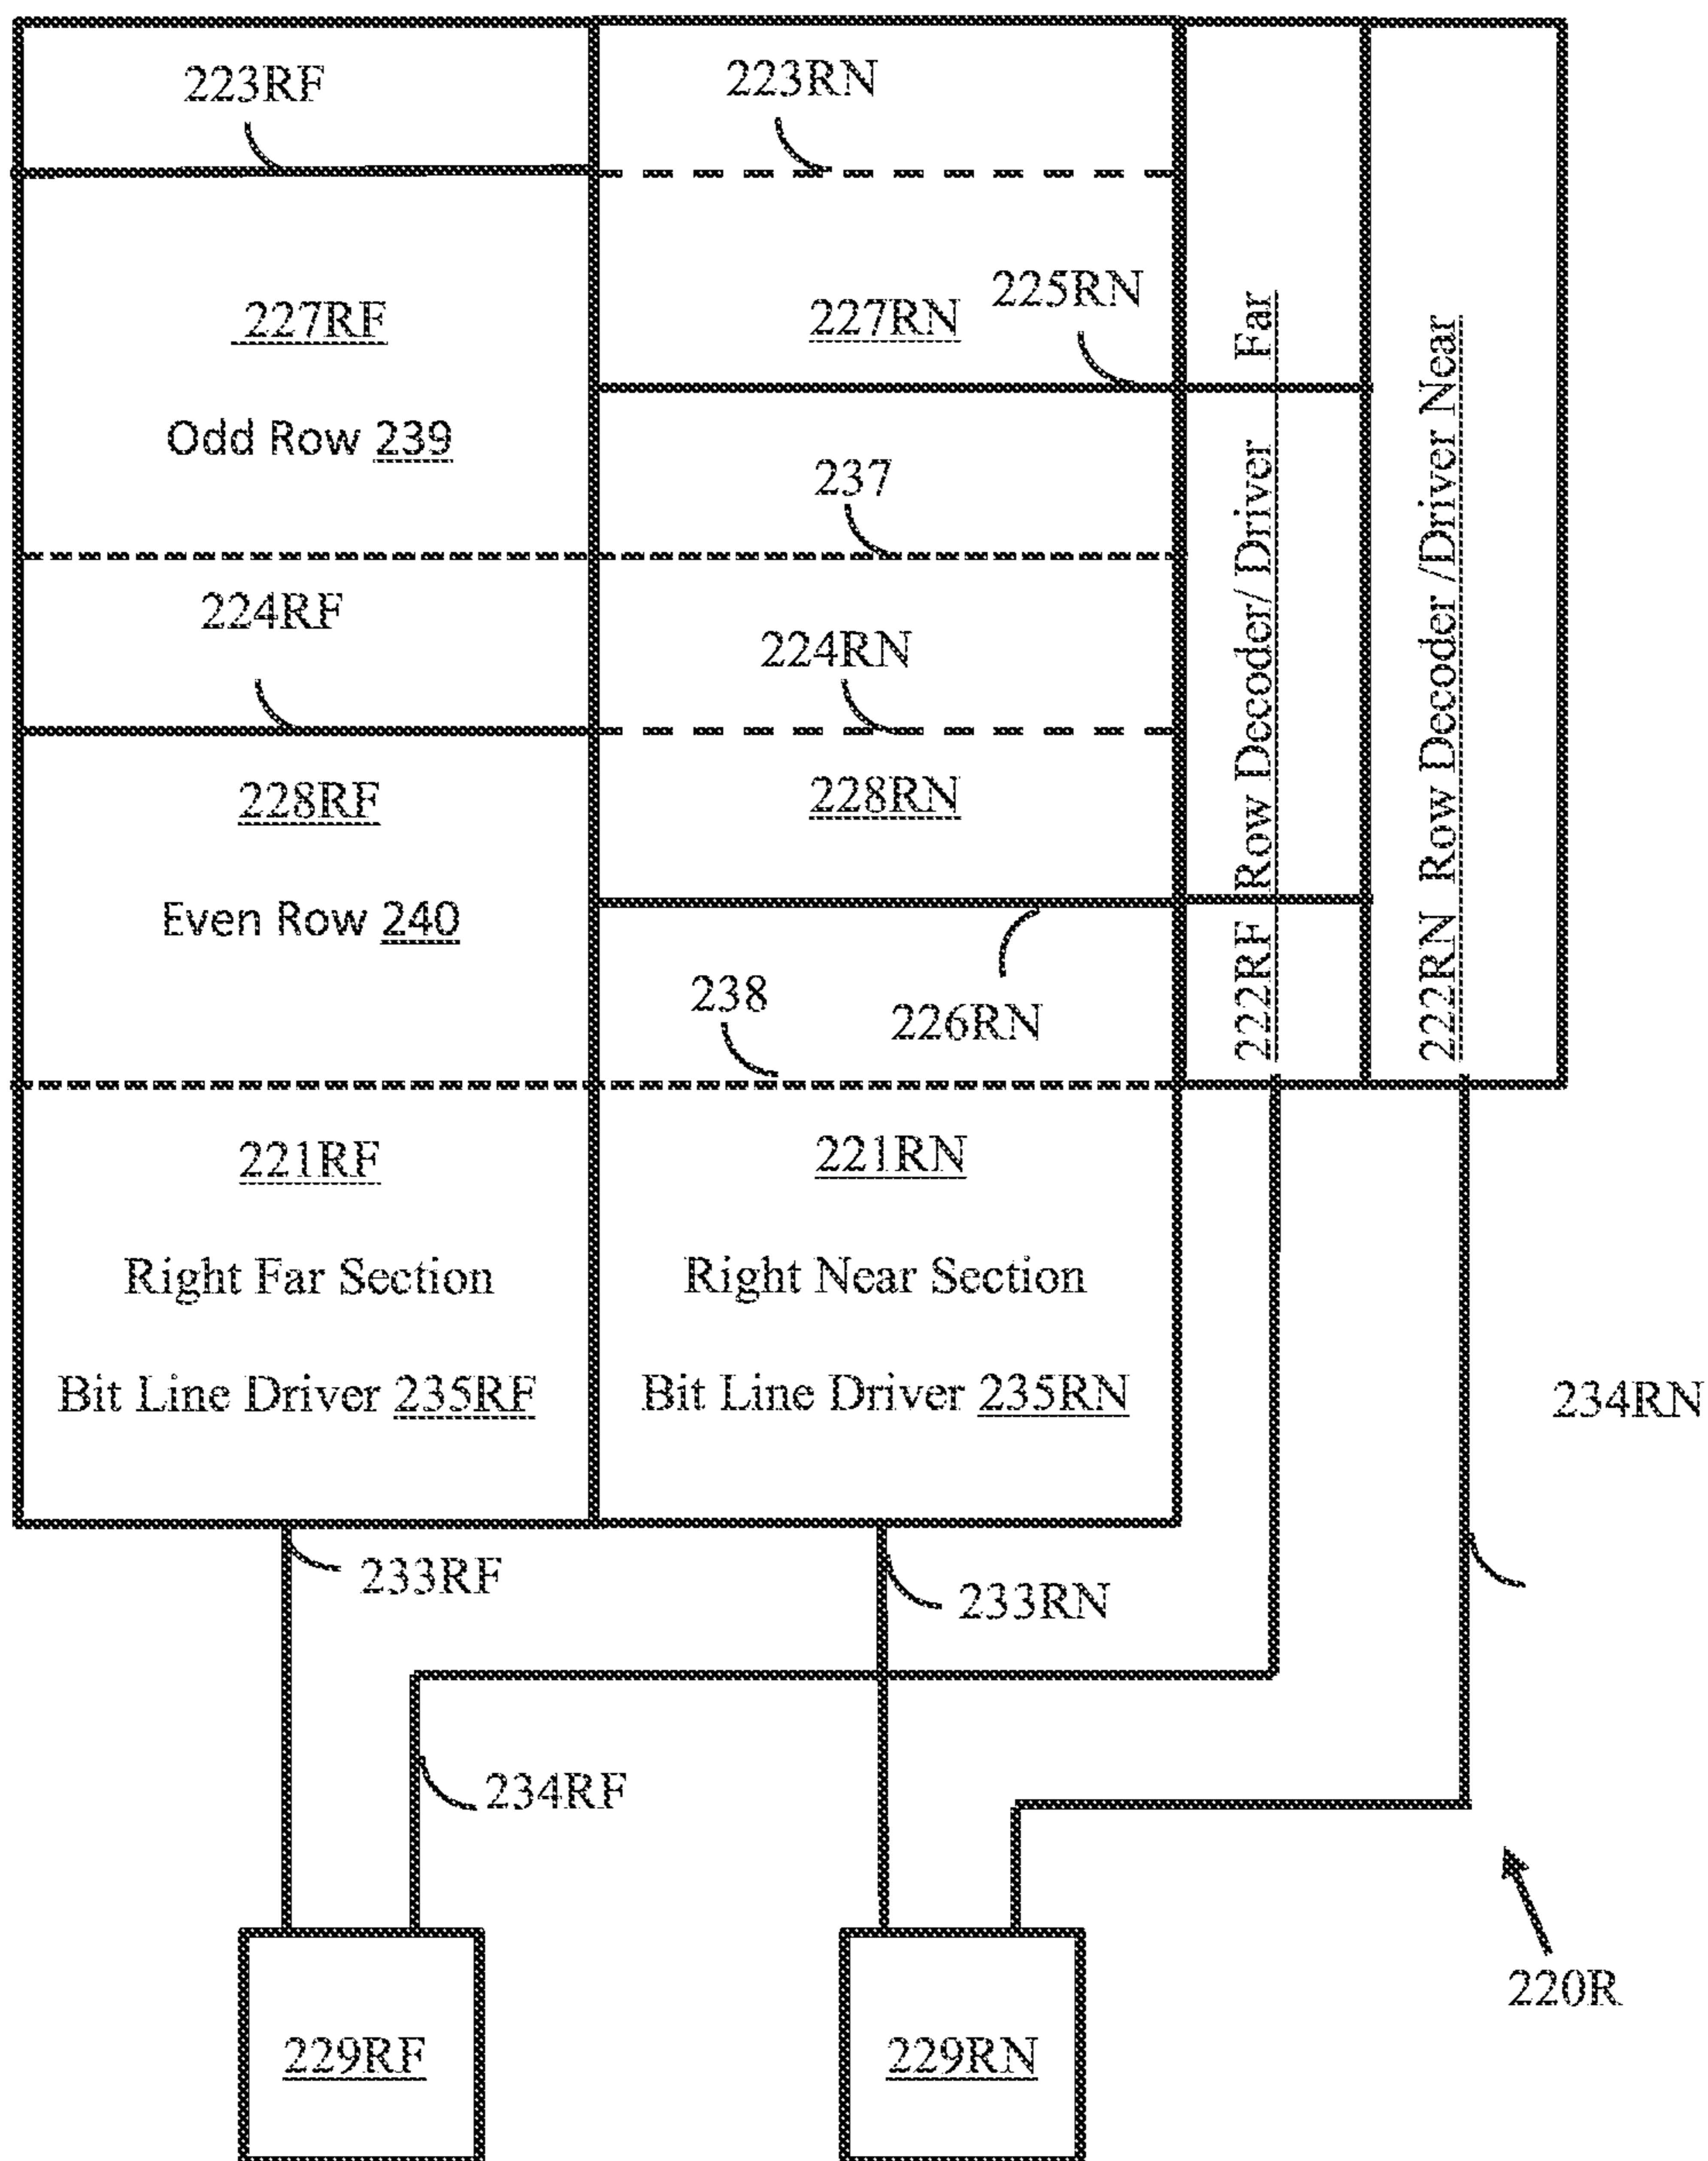 223RF
223RN
225RN
227RF
227RN
Odd Row 239
237
224RF
224RN
228RF
228RN
Even Row 240
238
226RN
222RF Row Decoder/ Driver Far
222RN Row Decoder /Driver Near
221RF
221RN
Right Far Section
Right Near Section
Bit Line Driver 235RF
Bit Line Driver 235RN
234RN
233RF
233RN
234RF
220R
229RF
229RN